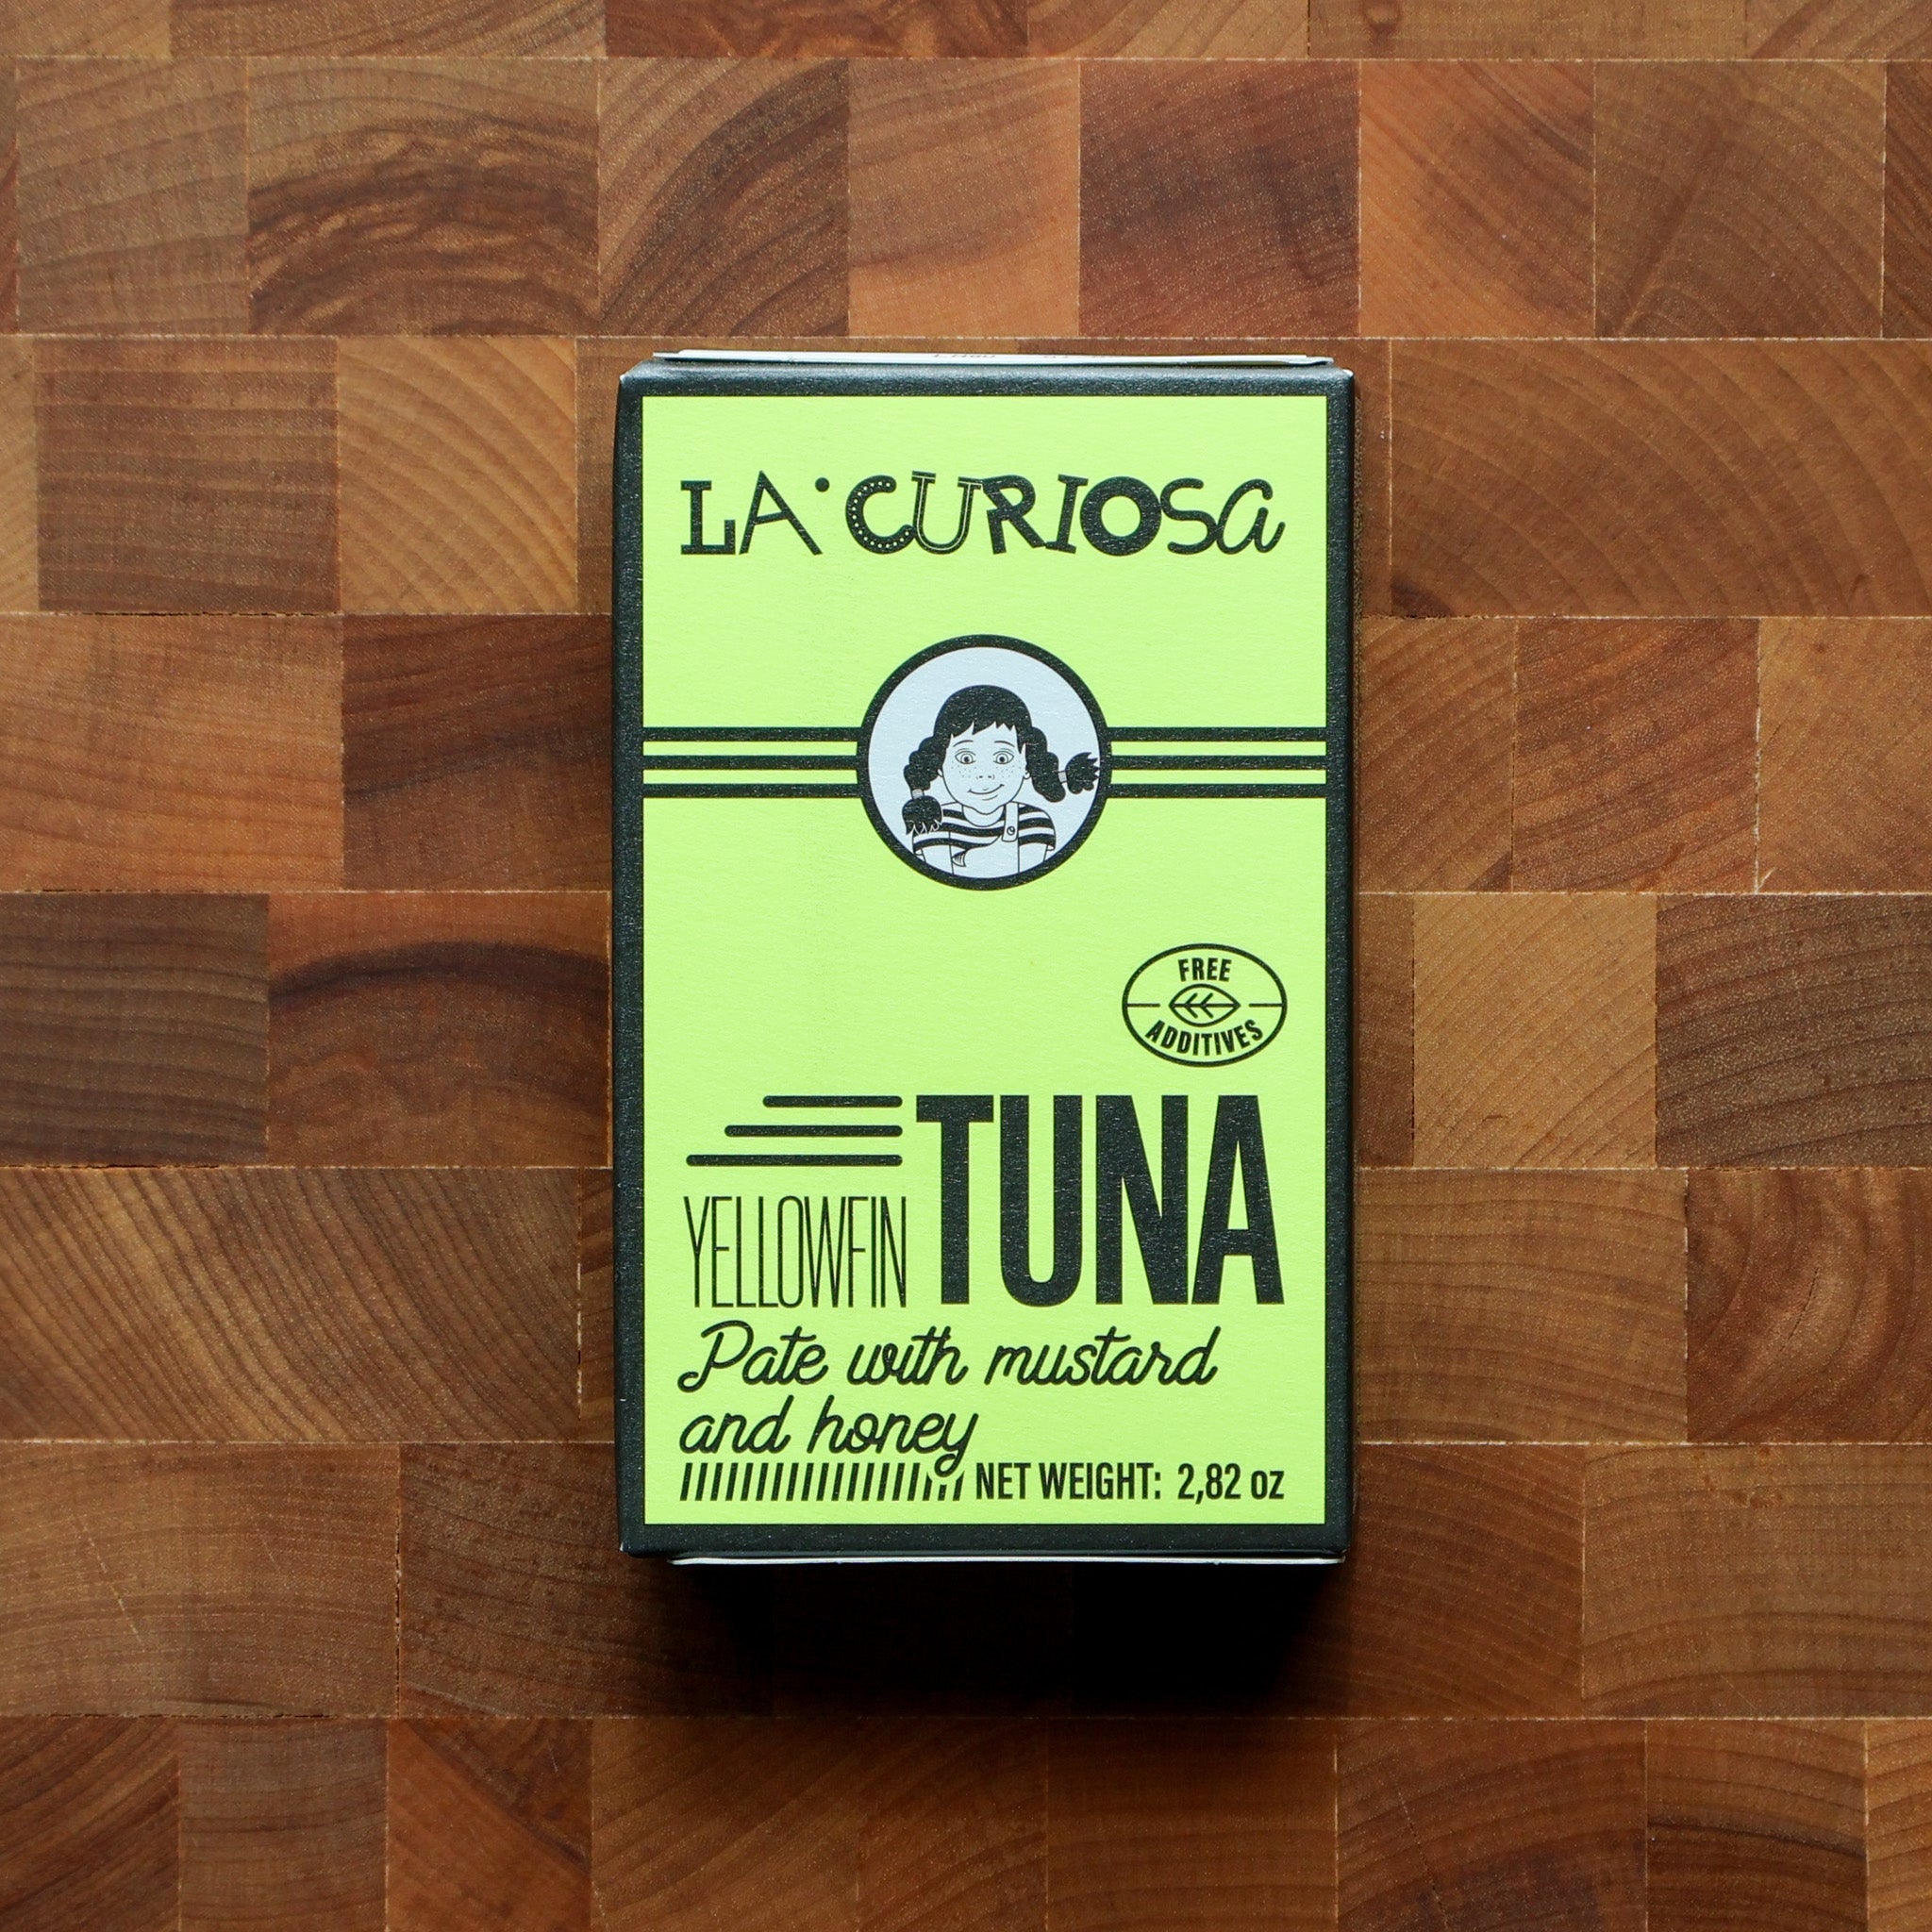 LA CURIOSA
FREE
ADDITIVES
YELLOWFIN TUNA
Pate with mustard
and honey
NET WEIGHT: 2,82 oz